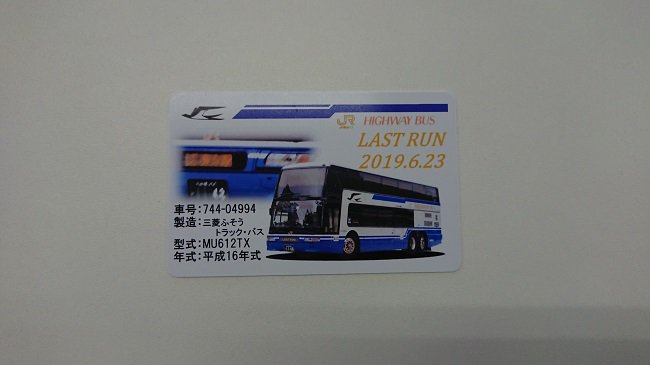 JR HIGHWAY BUS
LAST RUN
2019.6.23
車号:744-04994
製造:三菱ふそう
トラック・バス
型式:MU612TX
年式:平成16年式